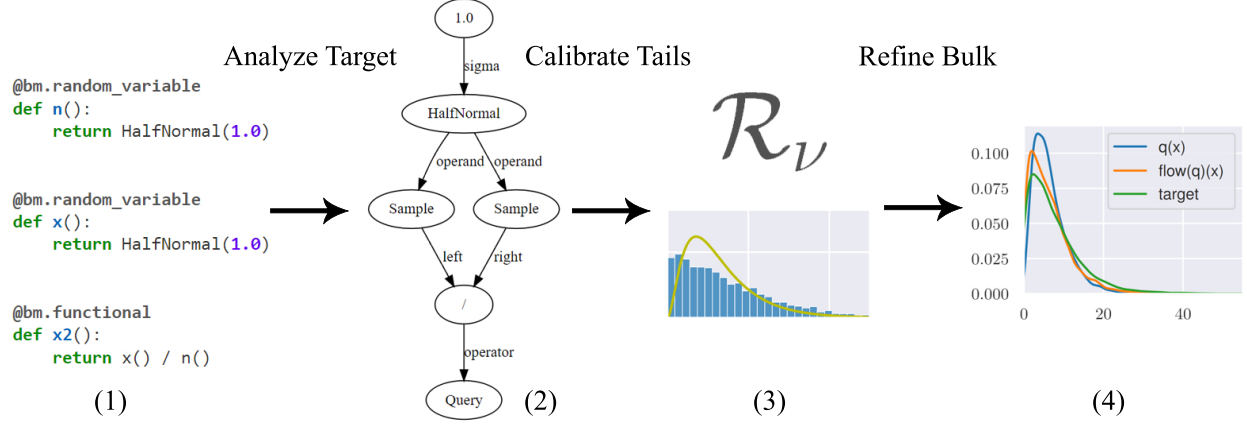 Analyze Target
Calibrate Tails
Refine Bulk
@bm.random_variable
def n():
    return HalfNormal(1.0)
@bm.random_variable
def x():
    return HalfNormal(1.0)
@bm.functional
def x2():
    return x() / n()
(1)
1.0
sigma
HalfNormal
operand operand
Sample Sample
left right
/
operator
Query
(2)
ℛν
(3)
q(x)
flow(q)(x)
target
0.100
0.075
0.050
0.025
0.000
0 20 40
(4)